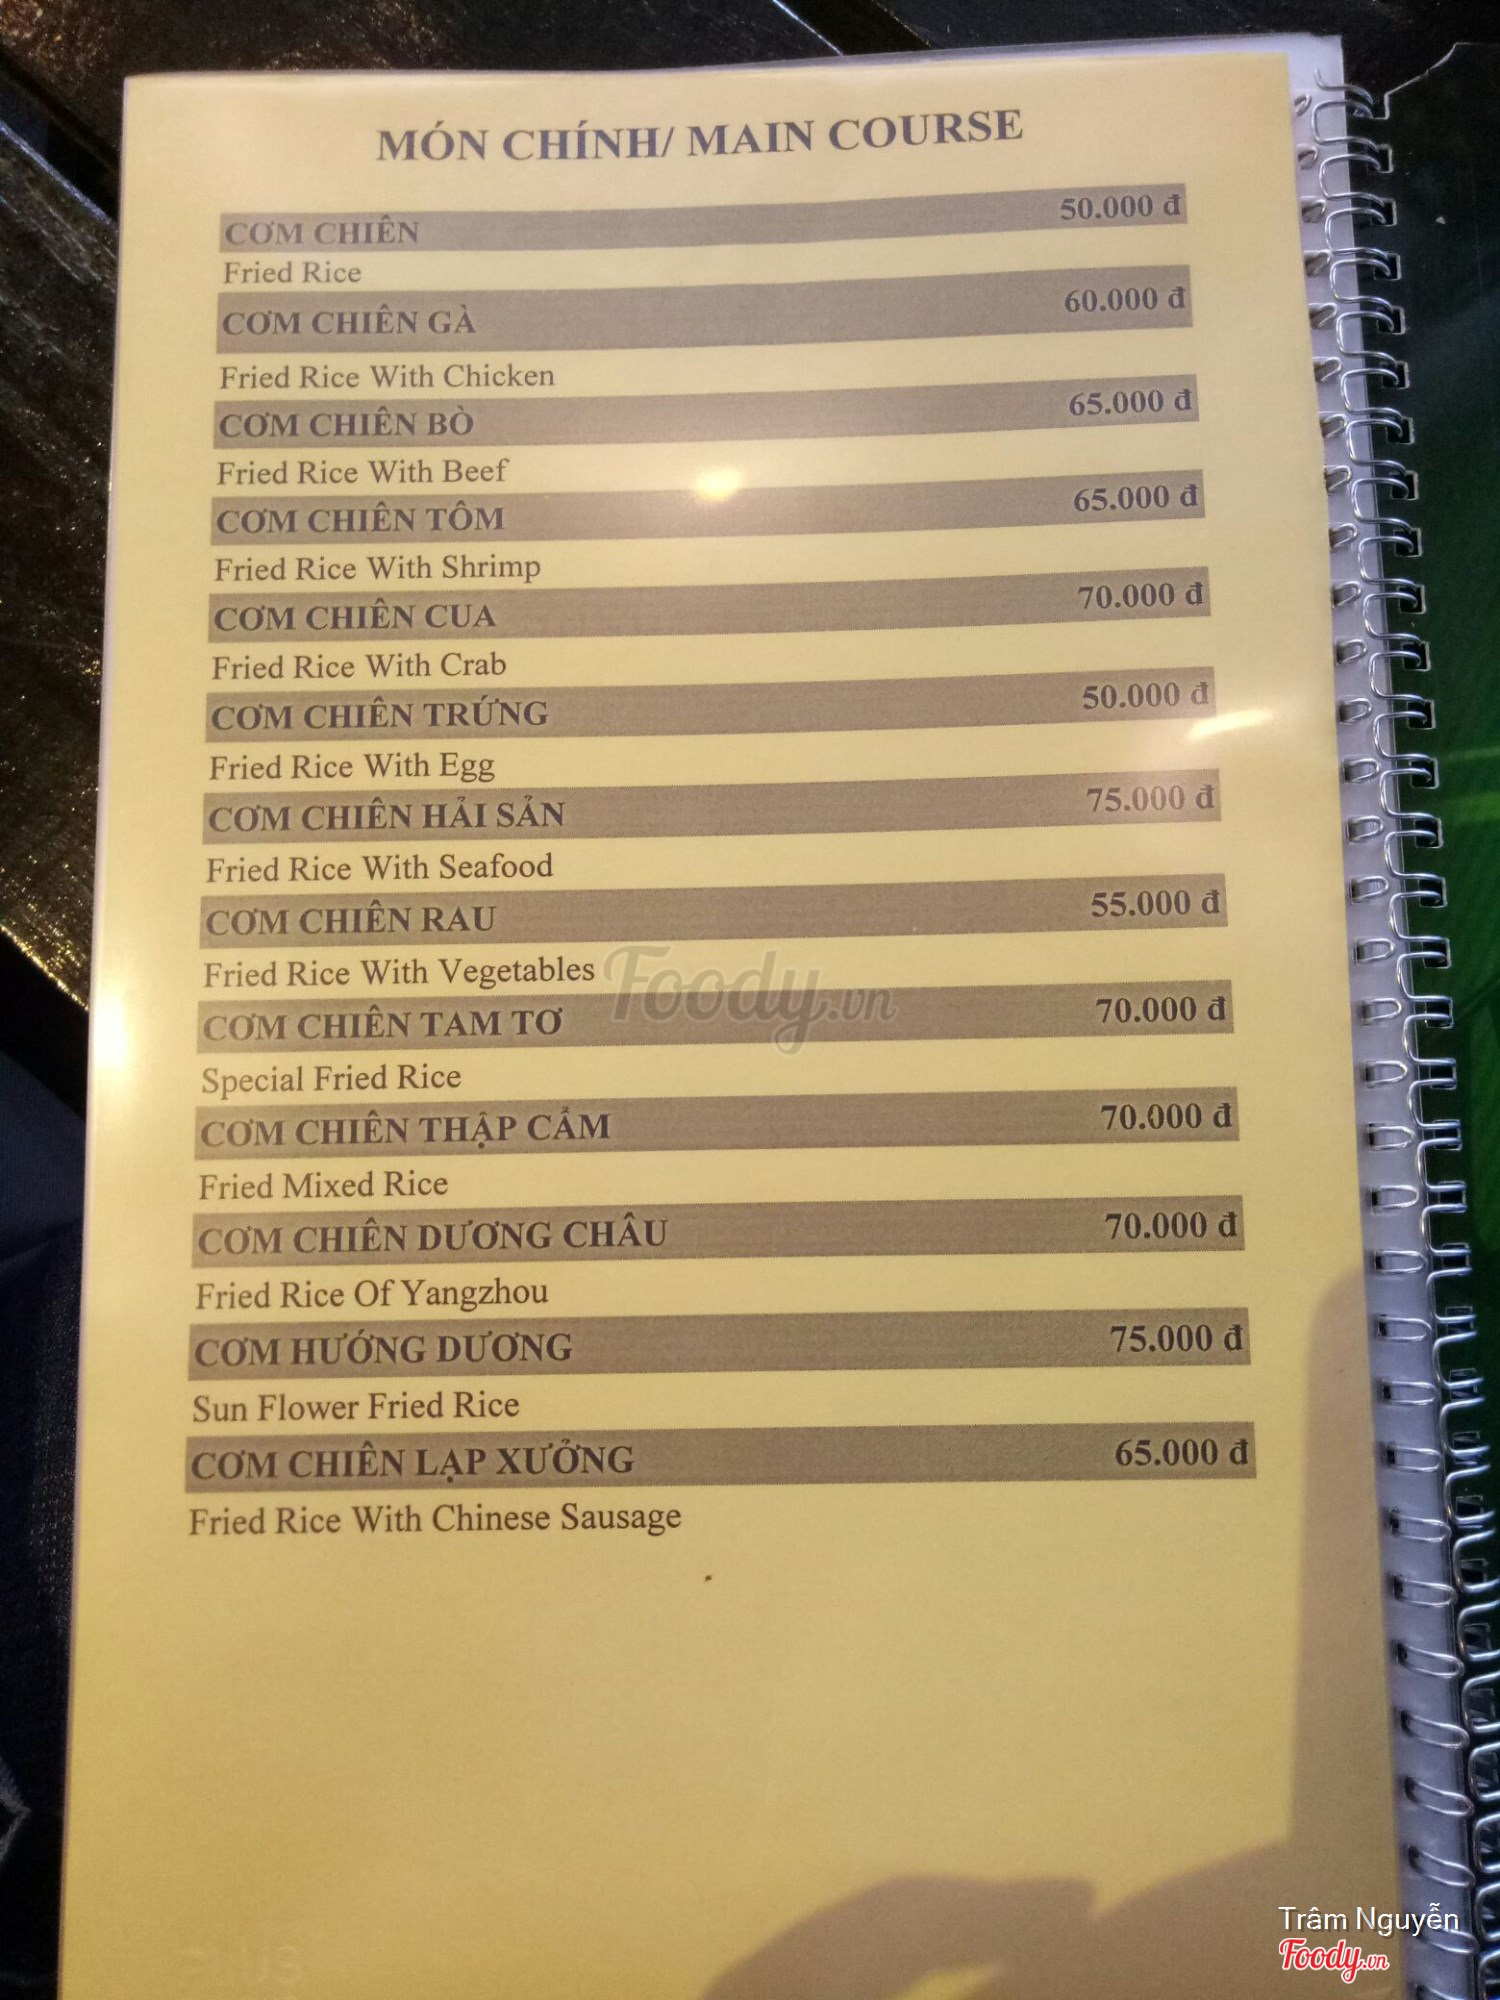 MÓN CHÍNH/ MAIN COURSE
CƠM CHIÊN 50.000 đ
Fried Rice
CƠM CHIÊN GÀ 60.000 đ
Fried Rice With Chicken
CƠM CHIÊN BÒ 65.000 đ
Fried Rice With Beef
CƠM CHIÊN TÔM 65.000 đ
Fried Rice With Shrimp
CƠM CHIÊN CUA 70.000 đ
Fried Rice With Crab
CƠM CHIÊN TRỨNG 50.000 đ
Fried Rice With Egg
CƠM CHIÊN HẢI SẢN 75.000 đ
Fried Rice With Seafood
CƠM CHIÊN RAU 55.000 đ
Fried Rice With Vegetables
Foody.vn
CƠM CHIÊN TAM TƠ 70.000 đ
Special Fried Rice
CƠM CHIÊN THẬP CẨM 70.000 đ
Fried Mixed Rice
CƠM CHIÊN DƯƠNG CHÂU 70.000 đ
Fried Rice Of Yangzhou
CƠM HƯỚNG DƯƠNG 75.000 đ
Sun Flower Fried Rice
CƠM CHIÊN LẠP XƯỞNG 65.000 đ
Fried Rice With Chinese Sausage
Trâm Nguyễn
Foody.vn